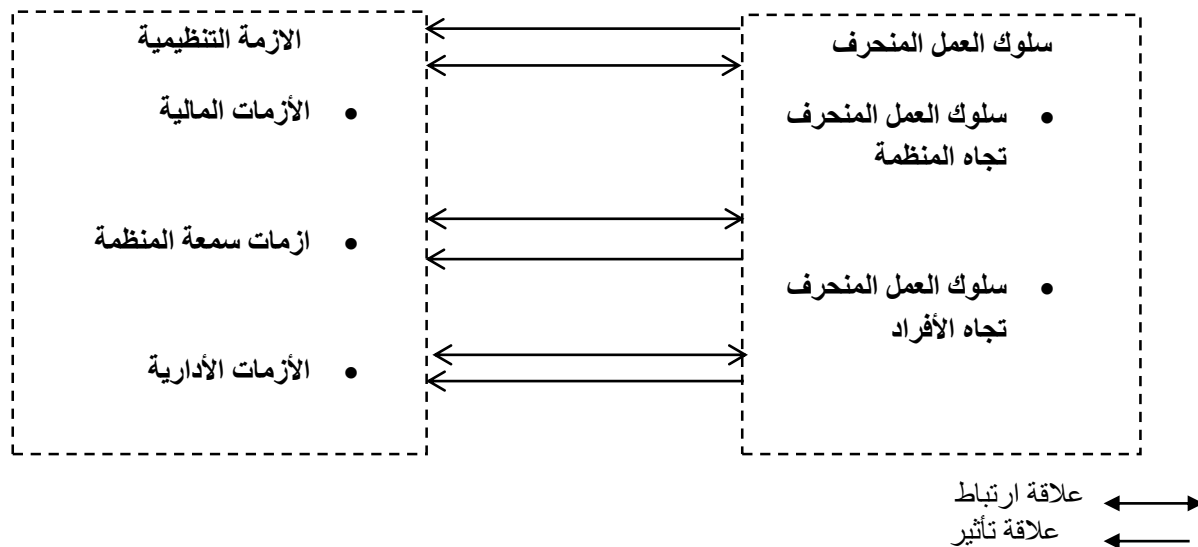 سلوك العمل المنحرف
سلوك العمل المنحرف
تجاه المنظمة
سلوك العمل المنحرف
تجاه الأفراد
الازمة التنظيمية
الأزمات المالية
ازمات سمعة المنظمة
الأزمات الأدارية
علاقة ارتباط
علاقة تأثير